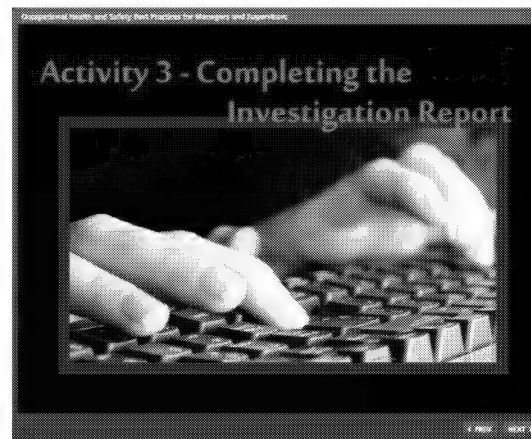 Occupational Health and Safety Best Practices for Managers and Supervisors
Activity 3 - Completing the
Investigation Report
< PREV NEXT